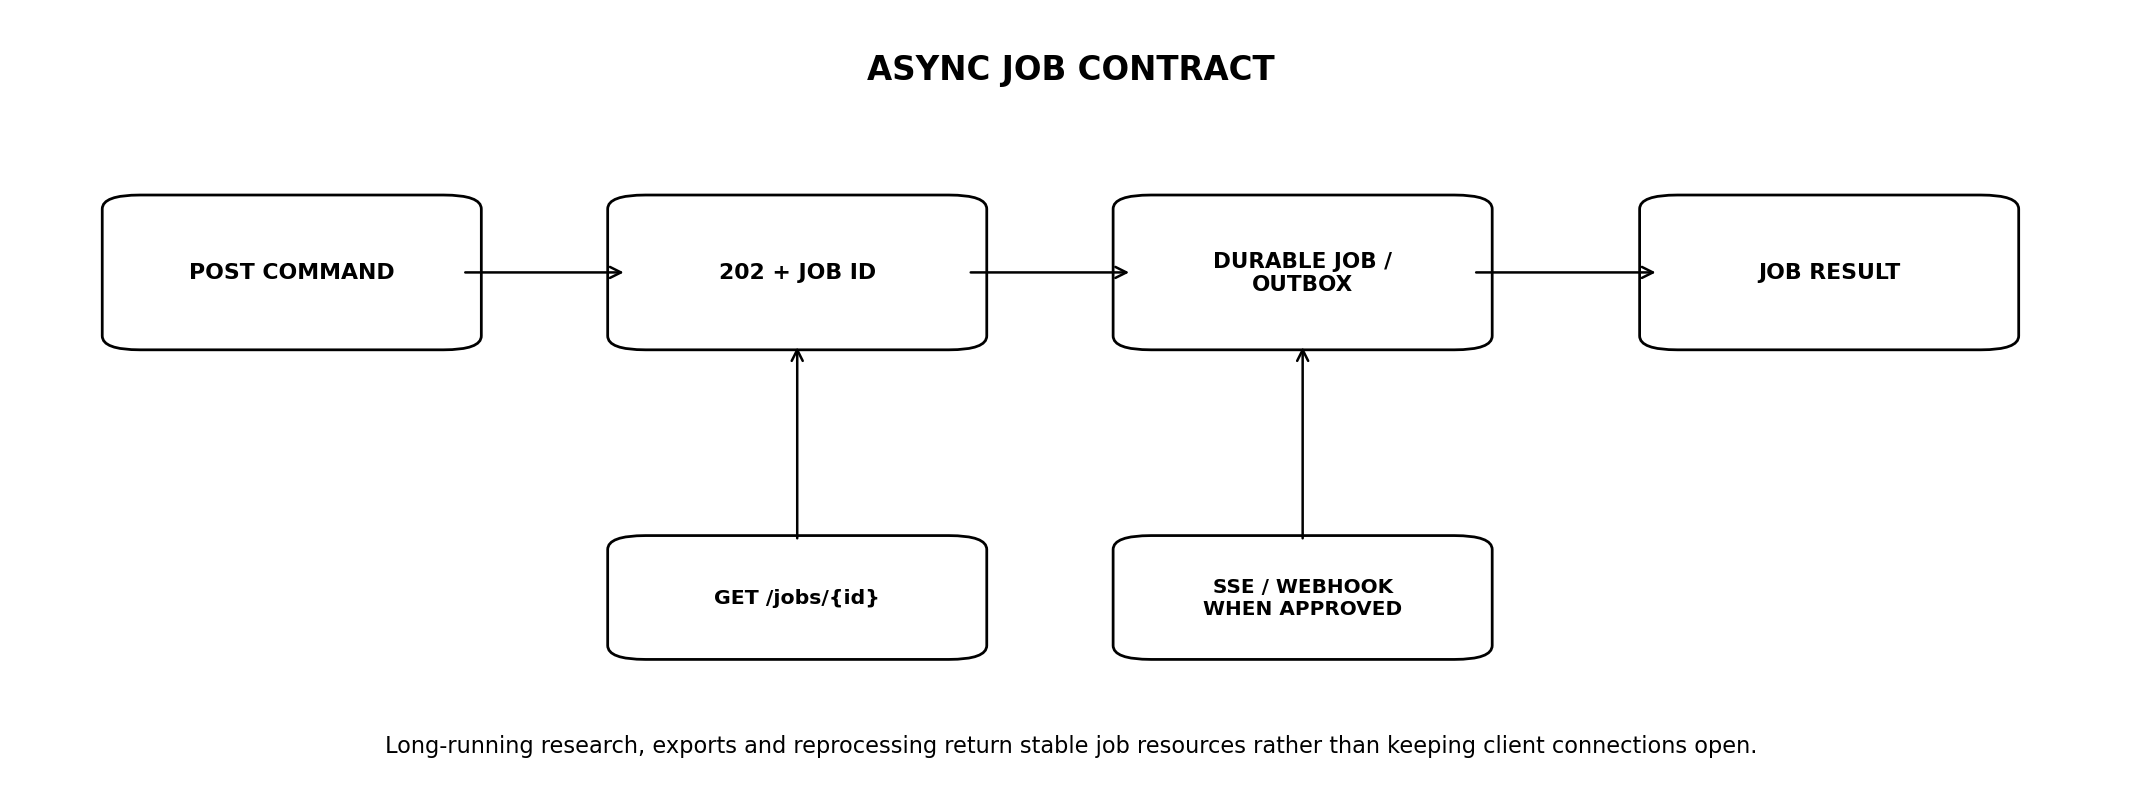 ASYNC JOB CONTRACT
POST COMMAND
202 + JOB ID
DURABLE JOB /
OUTBOX
JOB RESULT
GET /jobs/{id}
SSE / WEBHOOK
WHEN APPROVED
Long-running research, exports and reprocessing return stable job resources rather than keeping client connections open.